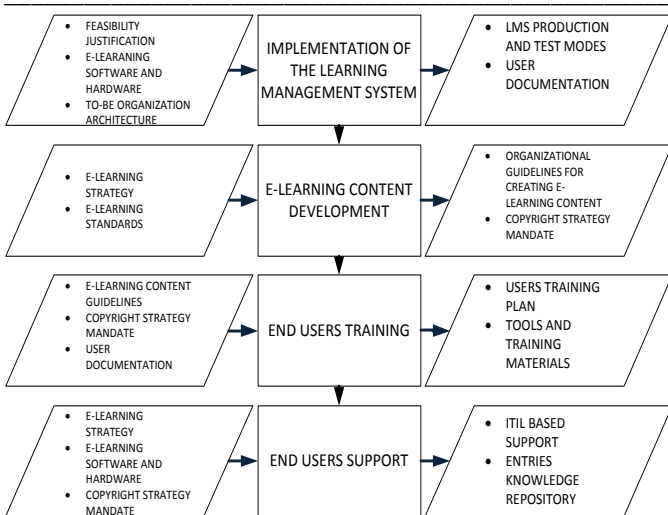 • FEASIBILITY
JUSTIFICATION
• E-LEARANING
SOFTWARE AND
HARDWARE
• TO-BE ORGANIZATION
ARCHITECTURE
IMPLEMENTATION OF
THE LEARNING
MANAGEMENT SYSTEM
• LMS PRODUCTION
AND TEST MODES
• USER
DOCUMENTATION
• E-LEARNING
STRATEGY
• E-LEARNING
STANDARDS
E-LEARNING CONTENT
DEVELOPMENT
• ORGANIZATIONAL
GUIDELINES FOR
CREATING E-
LEARNING CONTENT
• COPYRIGHT STRATEGY
MANDATE
• E-LEARNING CONTENT
GUIDELINES
• COPYRIGHT STRATEGY
MANDATE
• USER
DOCUMENTATION
END USERS TRAINING
• USERS TRAINING
PLAN
• TOOLS AND
TRAINING
MATERIALS
• E-LEARNING
STRATEGY
• E-LEARNING
SOFTWARE AND
HARDWARE
• COPYRIGHT STRATEGY
MANDATE
END USERS SUPPORT
• ITIL BASED
SUPPORT
• ENTRIES
KNOWLEDGE
REPOSITORY